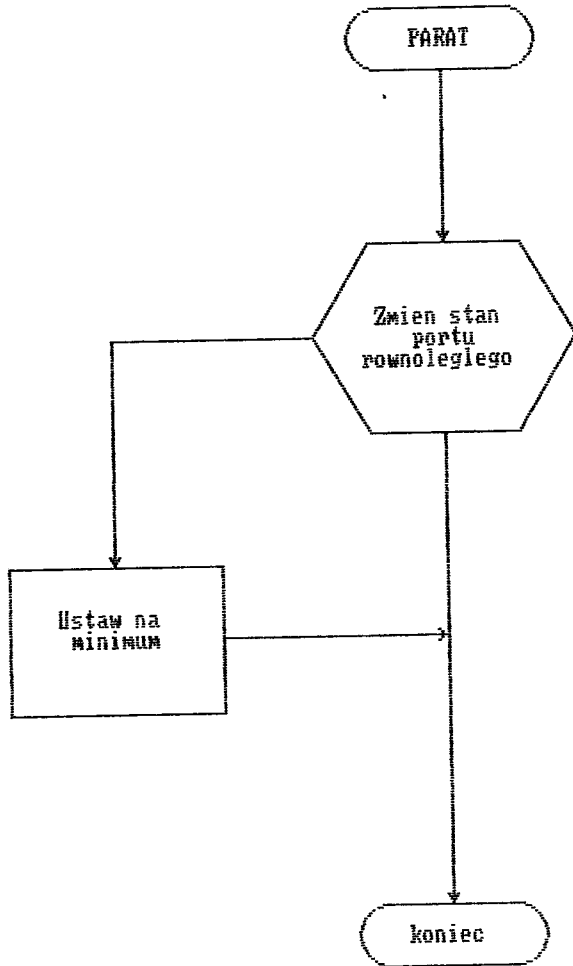 PARAT
Zmien stan
portu
rownoleglego
Ustaw na
minimum
koniec